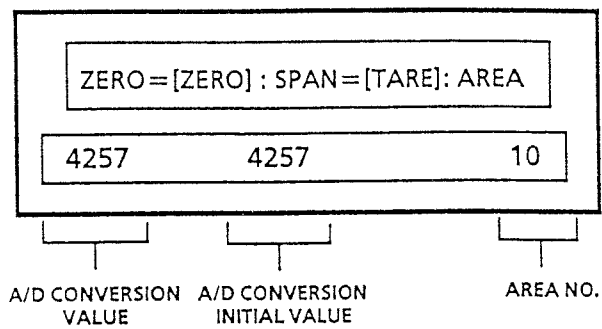 ZERO=[ZERO] : SPAN=[TARE]: AREA
4257 4257 10
A/D CONVERSION VALUE
A/D CONVERSION INITIAL VALUE
AREA NO.